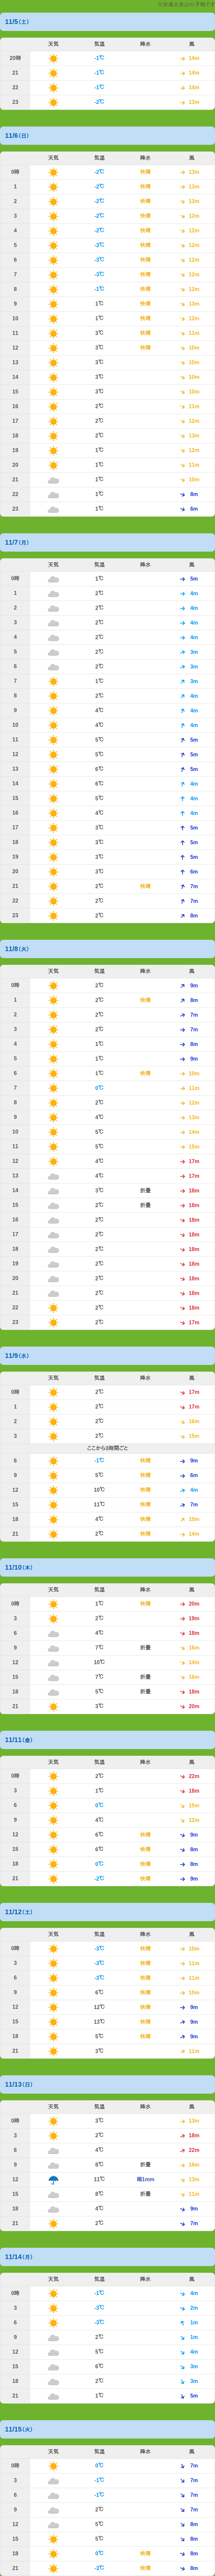 11/5(土)
天気 気温 降水 風
20時 -1℃ 14m
21 -1℃ 14m
22 -1℃ 14m
23 -2℃ 13m
11/6(日)
天気 気温 降水 風
0時 -2℃ 快晴 13m
1 -2℃ 快晴 13m
2 -2℃ 快晴 13m
3 -2℃ 快晴 12m
4 -2℃ 快晴 12m
5 -3℃ 快晴 12m
6 -3℃ 快晴 12m
7 -3℃ 快晴 12m
8 -1℃ 快晴 12m
9 1℃ 快晴 13m
10 1℃ 快晴 12m
11 3℃ 快晴 11m
12 3℃ 快晴 10m
13 3℃ 10m
14 3℃ 10m
15 3℃ 10m
16 2℃ 11m
17 2℃ 12m
18 2℃ 13m
19 1℃ 12m
20 1℃ 11m
21 1℃ 10m
22 1℃ 8m
23 1℃ 6m
11/7(月)
天気 気温 降水 風
0時 1℃ 5m
1 2℃ 4m
2 2℃ 4m
3 2℃ 4m
4 2℃ 4m
5 2℃ 3m
6 2℃ 3m
7 1℃ 3m
8 2℃ 4m
9 4℃ 4m
10 4℃ 4m
11 5℃ 5m
12 5℃ 5m
13 6℃ 5m
14 6℃ 4m
15 5℃ 4m
16 4℃ 4m
17 3℃ 5m
18 3℃ 5m
19 3℃ 5m
20 3℃ 6m
21 2℃ 快晴 7m
22 2℃ 7m
23 2℃ 8m
11/8(火)
天気 気温 降水 風
0時 2℃ 9m
1 2℃ 快晴 8m
2 2℃ 7m
3 2℃ 7m
4 1℃ 8m
5 1℃ 9m
6 1℃ 快晴 10m
7 0℃ 11m
8 2℃ 12m
9 4℃ 13m
10 5℃ 14m
11 5℃ 15m
12 4℃ 17m
13 4℃ 17m
14 3℃ 折曇 18m
15 2℃ 折曇 18m
16 2℃ 18m
17 2℃ 18m
18 2℃ 18m
19 2℃ 18m
20 2℃ 18m
21 2℃ 18m
22 2℃ 18m
23 2℃ 17m
11/9(水)
天気 気温 降水 風
0時 2℃ 17m
1 2℃ 17m
2 2℃ 16m
3 2℃ 15m
ここから3時間ごと
6 -1℃ 快晴 9m
9 5℃ 快晴 6m
12 10℃ 快晴 4m
15 11℃ 快晴 7m
18 4℃ 快晴 10m
21 2℃ 快晴 14m
11/10(木)
天気 気温 降水 風
0時 1℃ 快晴 20m
3 2℃ 19m
6 4℃ 18m
9 7℃ 折曇 16m
12 10℃ 14m
15 7℃ 折曇 16m
18 5℃ 折曇 18m
21 3℃ 20m
11/11(金)
天気 気温 降水 風
0時 2℃ 22m
3 1℃ 18m
6 0℃ 15m
9 4℃ 12m
12 6℃ 快晴 9m
15 6℃ 快晴 8m
18 0℃ 快晴 8m
21 -2℃ 快晴 9m
11/12(土)
天気 気温 降水 風
0時 -3℃ 快晴 10m
3 -3℃ 快晴 11m
6 -3℃ 快晴 11m
9 6℃ 快晴 10m
12 12℃ 快晴 9m
15 13℃ 快晴 9m
18 5℃ 快晴 9m
21 3℃ 11m
11/13(日)
天気 気温 降水 風
0時 3℃ 13m
3 2℃ 18m
6 4℃ 22m
9 8℃ 折曇 16m
12 11℃ 雨1mm 13m
15 8℃ 折曇 11m
18 4℃ 9m
21 2℃ 7m
11/14(月)
天気 気温 降水 風
0時 -1℃ 4m
3 -3℃ 2m
6 -3℃ 1m
9 2℃ 1m
12 5℃ 4m
15 6℃ 3m
18 2℃ 3m
21 1℃ 5m
11/15(火)
天気 気温 降水 風
0時 0℃ 7m
3 -1℃ 7m
6 -1℃ 7m
9 2℃ 7m
12 5℃ 8m
15 5℃ 8m
18 0℃ 快晴 8m
21 -3℃ 快晴 8m